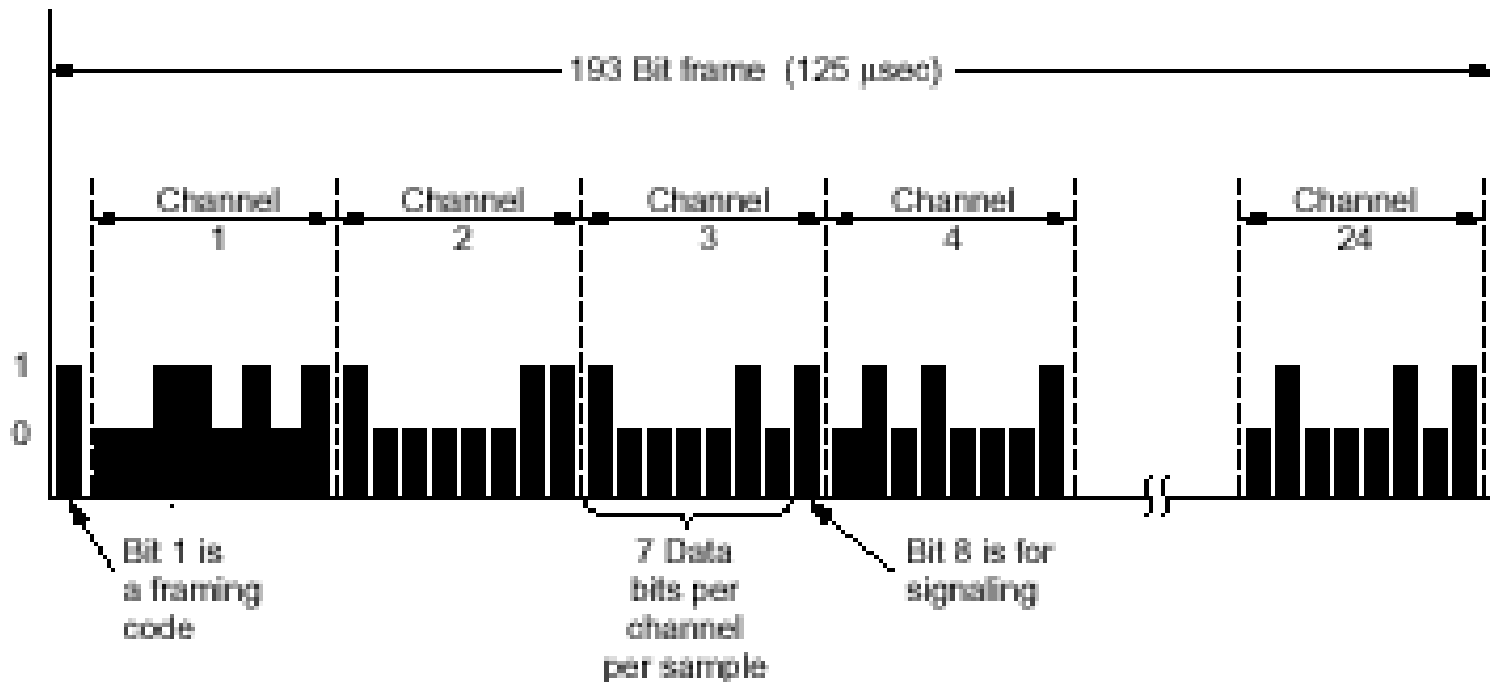 193 Bit frame (125 µsec)
Channel
1
Channel
2
Channel
3
Channel
4
Channel
24
1
0
Bit 1 is
a framing
code
7 Data
bits per
channel
per sample
Bit 8 is for
signaling